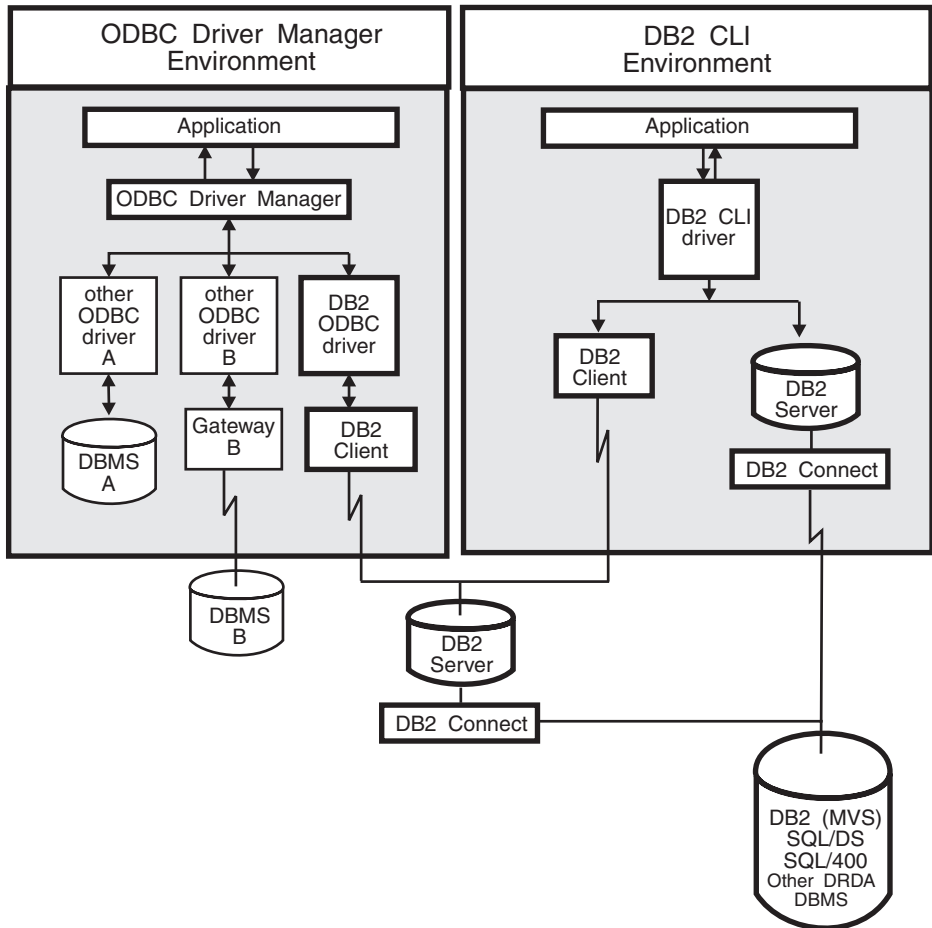 ODBC Driver Manager
Environment
DB2 CLI
Environment
Application
ODBC Driver Manager
other
ODBC
driver
A
other
ODBC
driver
B
DB2
ODBC
driver
DBMS
A
Gateway
B
DB2
Client
Application
DB2 CLI
driver
DB2
Client
DB2
Server
DB2 Connect
DBMS
B
DB2
Server
DB2 Connect
DB2 (MVS)
SQL/DS
SQL/400
Other DRDA
DBMS